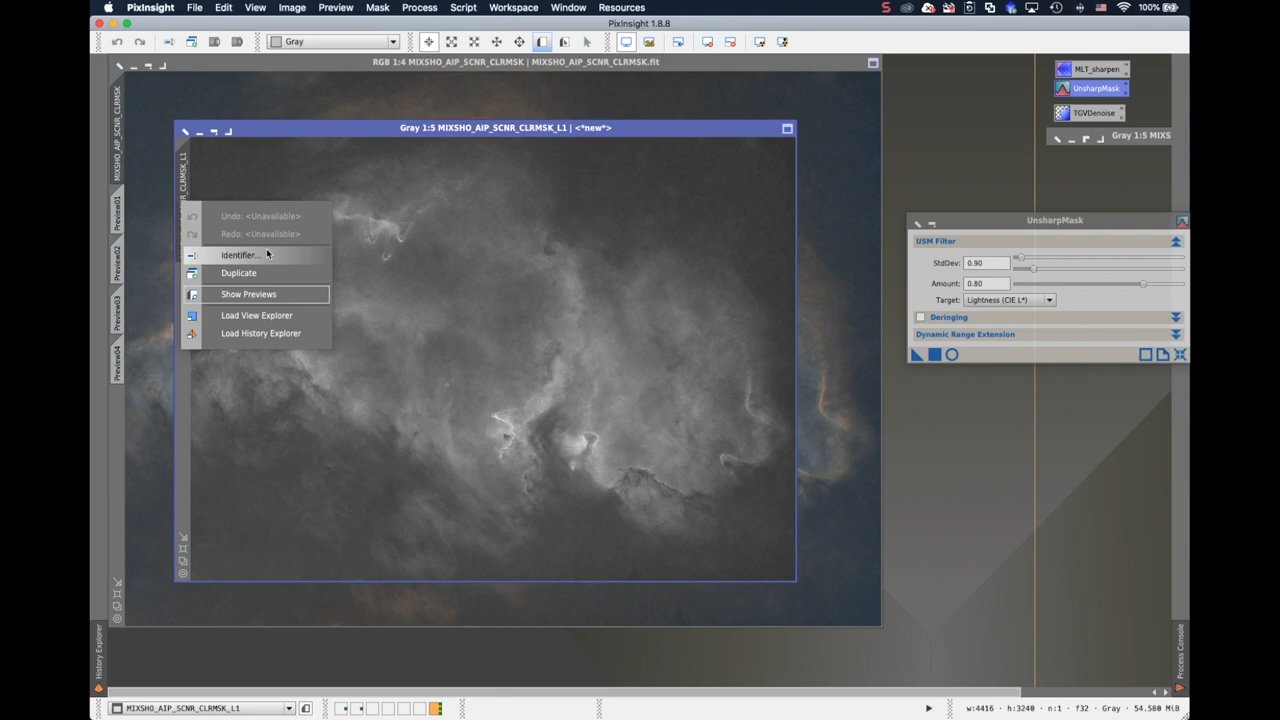 PixInsight File Edit View Image Preview Mask Process Script Workspace Window Resources 100%
PixInsight 1.8.8
Gray
RGB 1:4 MIXSHO_AIP_SCNR_CLRMSK | MIXSHO_AIP_SCNR_CLRMSK.fit
MLT_sharpen
UnsharpMask
TGVDenoise
Gray 1:5 MIXS
Gray 1:5 MIXSHO_AIP_SCNR_CLRMSK_L1 | <*new*>
MIXSHO_AIP_SCNR_CLRMSK
Preview01
Preview02
Preview03
Preview04
Undo: <Unavailable>
Redo: <Unavailable>
Identifier...
Duplicate
Show Previews
Load View Explorer
Load History Explorer
UnsharpMask
USM Filter
StdDev: 0.90
Amount: 0.80
Target: Lightness (CIE L*)
Deringing
Dynamic Range Extension
History Explorer
Process Console
MIXSHO_AIP_SCNR_CLRMSK_L1
w:4416 · h:3240 · n:1 · f32 · Gray · 54.580 MiB